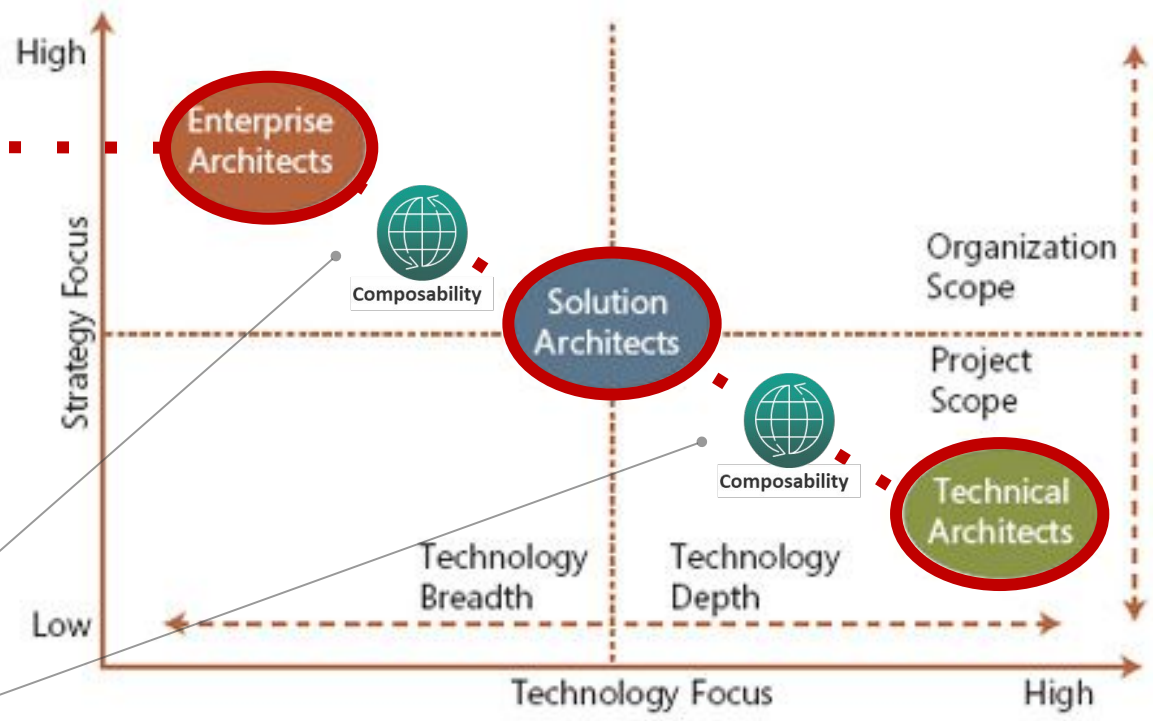 High
Enterprise
Architects
Strategy Focus
Composability
Organization
Scope
Solution
Architects
Project
Scope
Composability
Technical
Architects
Technology
Breadth
Technology
Depth
Low
Technology Focus
High